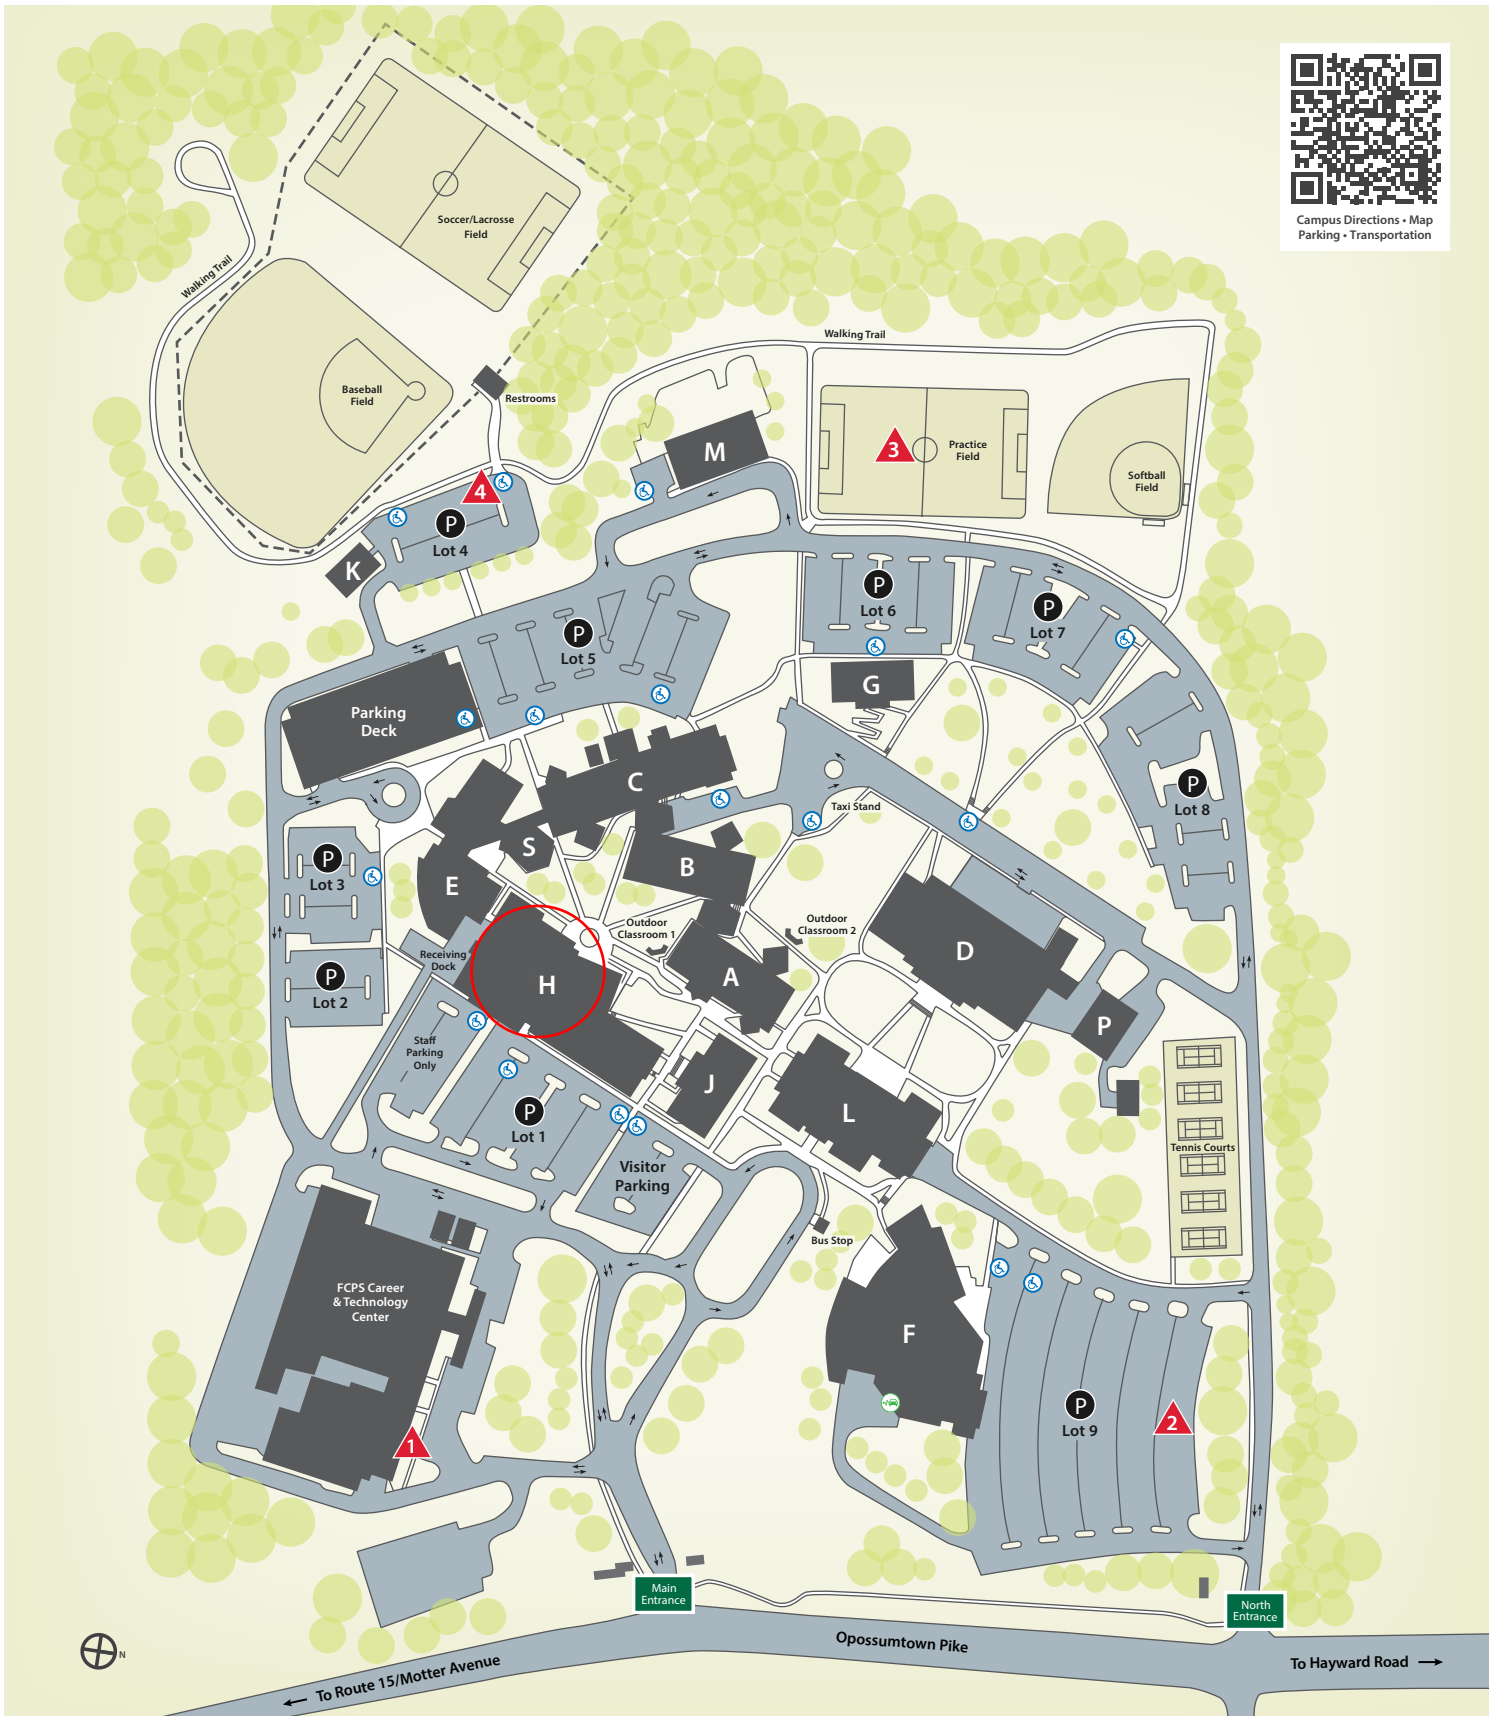 Campus Directions • Map
Parking • Transportation
Soccer/Lacrosse
Field
Walking Trail
Walking Trail
Baseball
Field
Restrooms
M
3
Practice
Field
Softball
Field
4
P
Lot 4
K
P
Lot 5
P
Lot 6
P
Lot 7
G
Parking
Deck
C
Taxi Stand
P
Lot 8
S
B
P
Lot 3
E
Outdoor
Classroom 1
Outdoor
Classroom 2
D
Receiving
Dock
H
A
P
Lot 2
P
Staff
Parking
Only
J
L
P
Lot 1
Tennis Courts
Visitor
Parking
Bus Stop
FCPS Career
& Technology
Center
F
P
Lot 9
2
1
Main
Entrance
North
Entrance
Opossumtown Pike
N
To Route 15/Motter Avenue
To Hayward Road